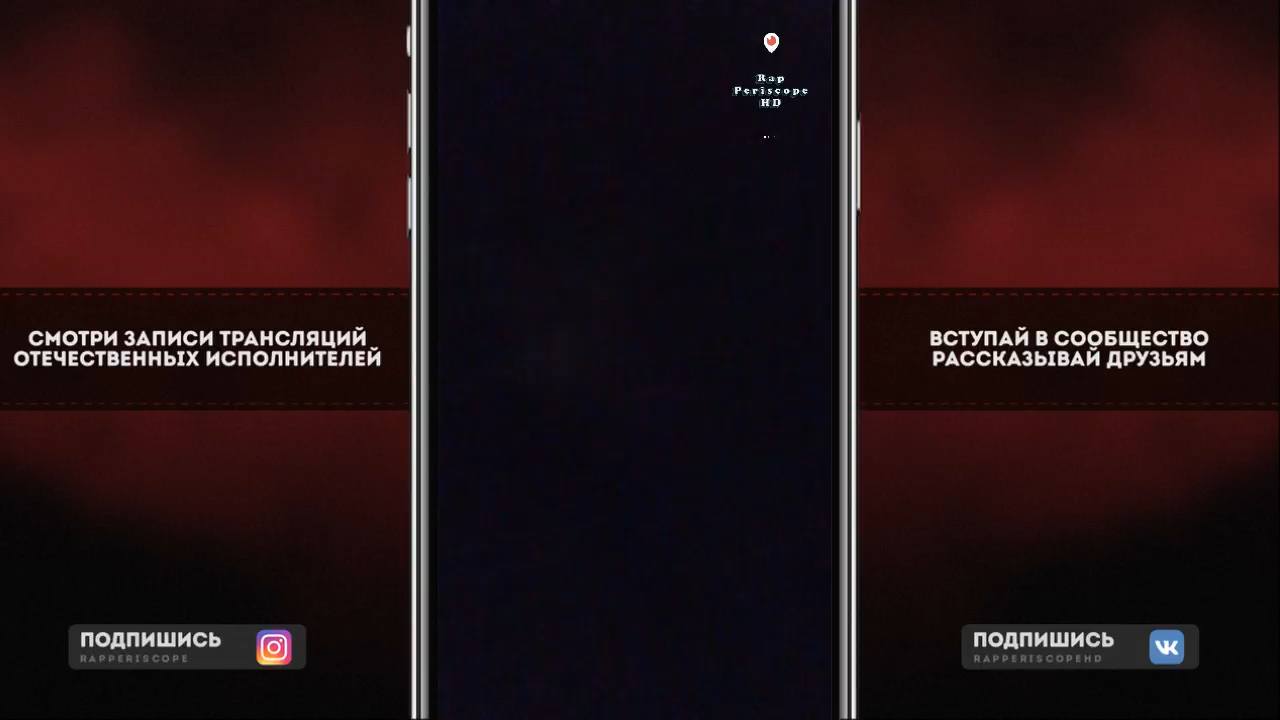 Rap
Periscope
HD
...
СМОТРИ ЗАПИСИ ТРАНСЛЯЦИЙ
ОТЕЧЕСТВЕННЫХ ИСПОЛНИТЕЛЕЙ
ВСТУПАЙ В СООБЩЕСТВО
РАССКАЗЫВАЙ ДРУЗЬЯМ
ПОДПИШИСЬ
RAPPERISCOPE
ПОДПИШИСЬ
RAPPERISCOPEHD